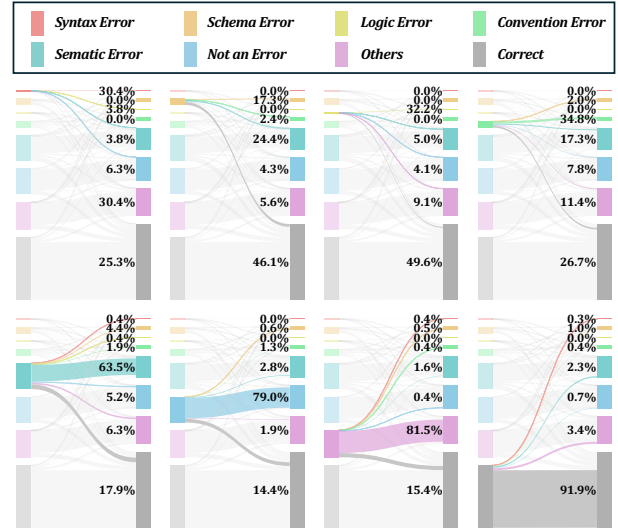 Syntax Error Schema Error Logic Error Convention Error
Sematic Error Not an Error Others Correct
30.4% 0.0% 0.0% 0.0%
0.0% 17.3% 0.0% 2.0%
3.8% 0.0% 32.2% 0.0%
0.0% 2.4% 0.0% 34.8%
3.8% 24.4% 5.0% 17.3%
6.3% 4.3% 4.1% 7.8%
30.4% 5.6% 9.1% 11.4%
25.3% 46.1% 49.6% 26.7%
0.4% 0.0% 0.4% 0.3%
4.4% 0.6% 0.5% 1.0%
0.4% 0.0% 0.0% 0.0%
1.9% 1.3% 0.4% 0.4%
63.5% 2.8% 1.6% 2.3%
5.2% 79.0% 0.4% 0.7%
6.3% 1.9% 81.5% 3.4%
17.9% 14.4% 15.4% 91.9%